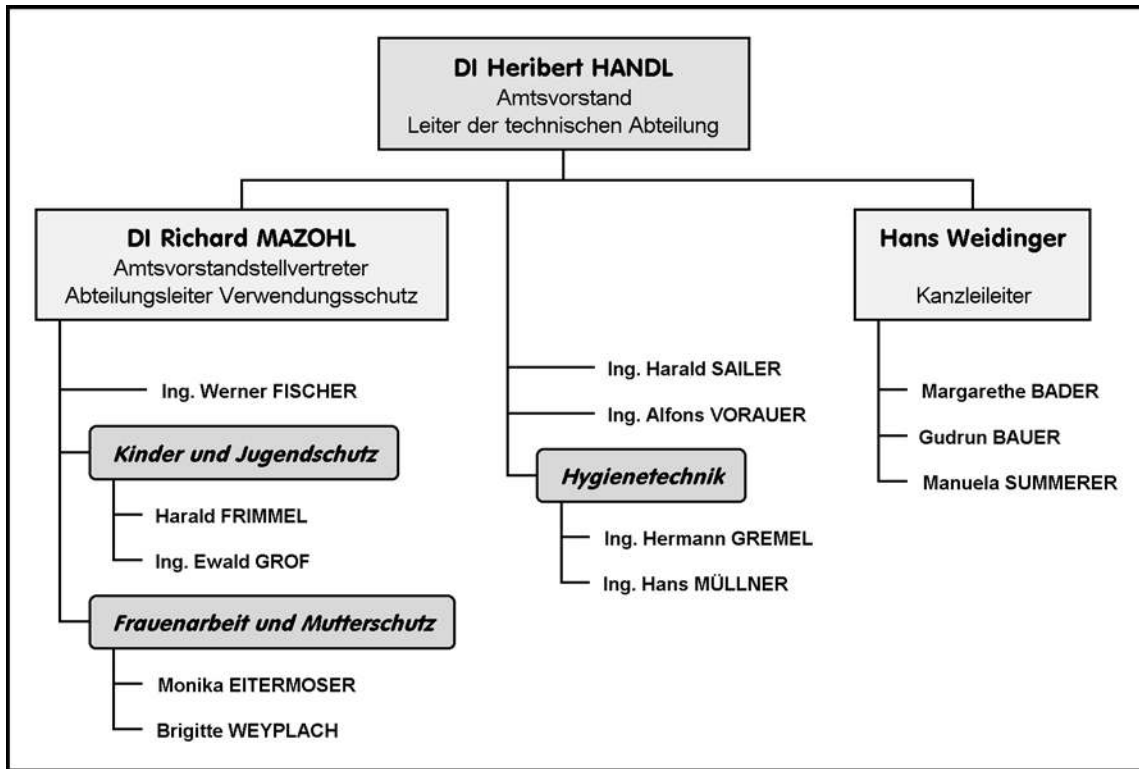 DI Heribert HANDL
Amtsvorstand
Leiter der technischen Abteilung
DI Richard MAZOHL
Amtsvorstandstellvertreter
Abteilungsleiter Verwendungsschutz
Ing. Werner FISCHER
Kinder und Jugendschutz
Harald FRIMMEL
Ing. Ewald GROF
Frauenarbeit und Mutterschutz
Monika EITERMOSER
Brigitte WEYPLACH
Ing. Harald SAILER
Ing. Alfons VORAUER
Hygienetechnik
Ing. Hermann GREMEL
Ing. Hans MÜLLNER
Hans Weidinger
Kanzleileiter
Margarethe BADER
Gudrun BAUER
Manuela SUMMERER